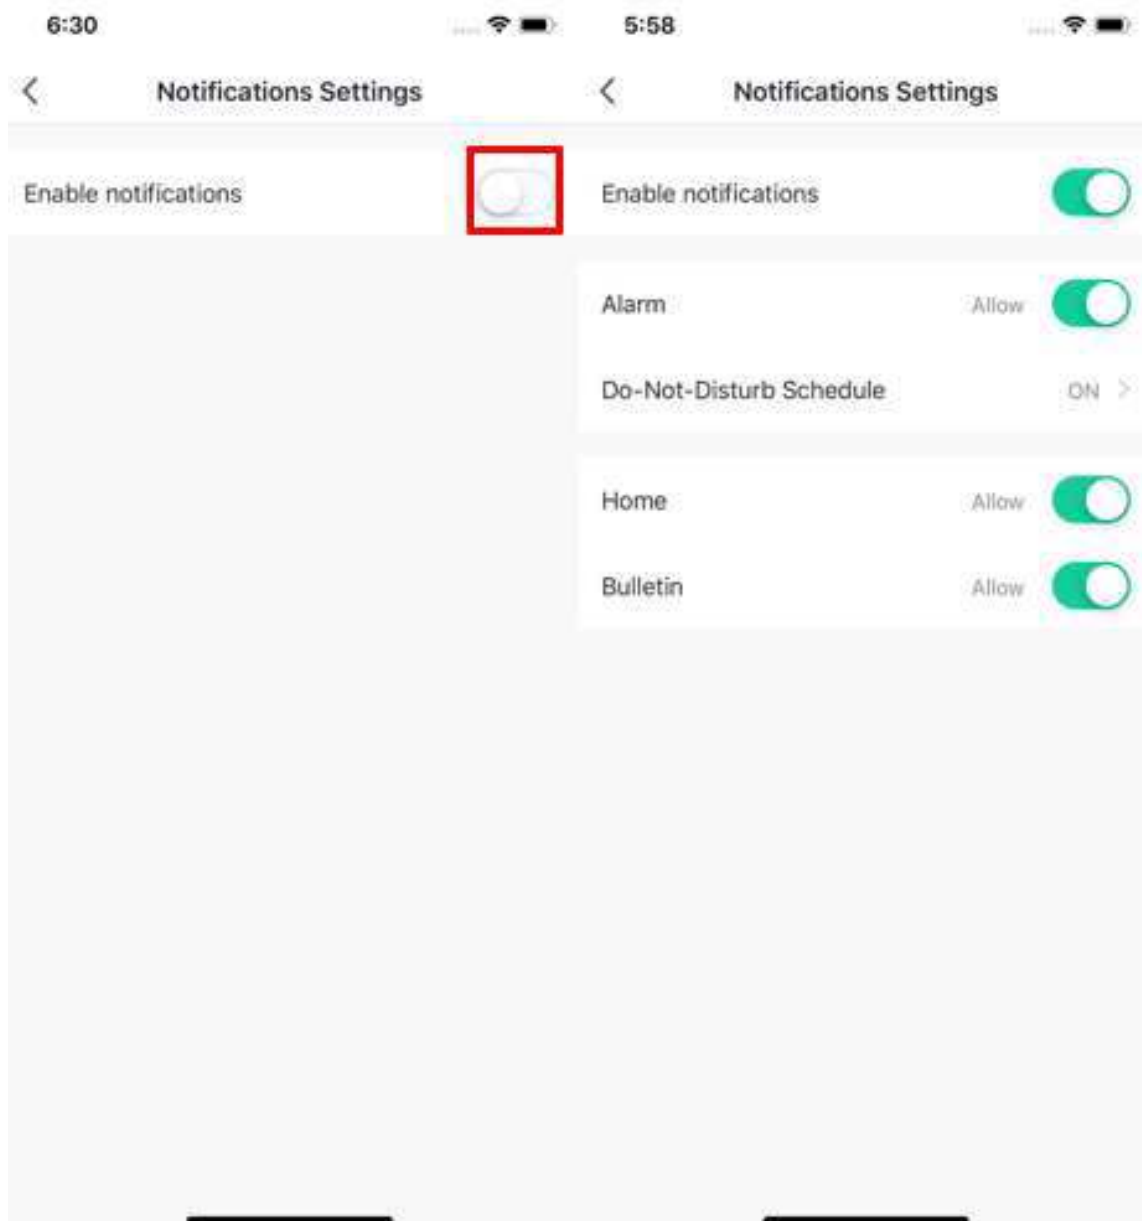 6:30
Notifications Settings
Enable notifications
5:58
Notifications Settings
Enable notifications
Alarm Allow
Do-Not-Disturb Schedule ON
Home Allow
Bulletin Allow